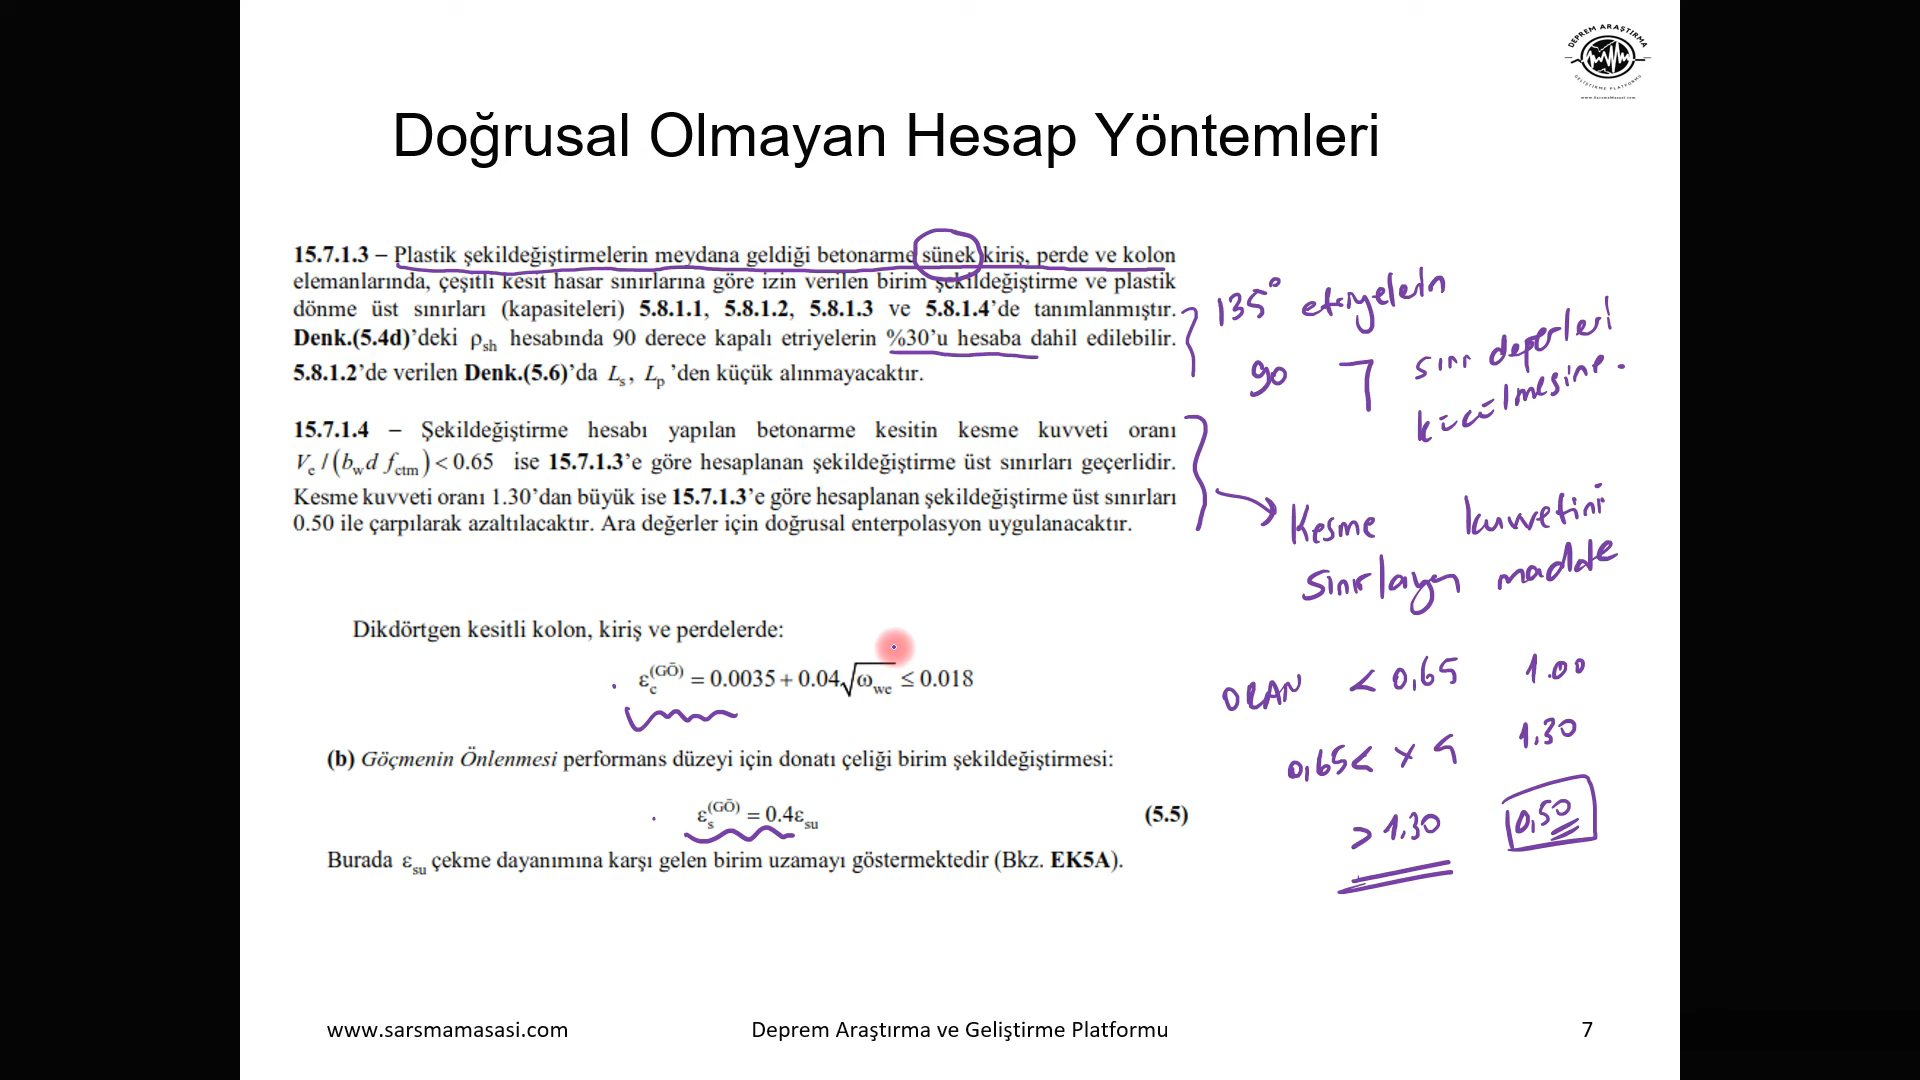 DEPREM ARAŞTIRMA
GELİŞTİRME PLATFORMU
www.SarsmaMasasi.com
Doğrusal Olmayan Hesap Yöntemleri
15.7.1.3 – Plastik şekildeğiştirmelerin meydana geldiği betonarme sünek kiriş, perde ve kolon
elemanlarında, çeşitli kesit hasar sınırlarına göre izin verilen birim şekildeğiştirme ve plastik
dönme üst sınırları (kapasiteleri) 5.8.1.1, 5.8.1.2, 5.8.1.3 ve 5.8.1.4’de tanımlanmıştır.
Denk.(5.4d)’deki ρsh hesabında 90 derece kapalı etriyelerin %30’u hesaba dahil edilebilir.
5.8.1.2’de verilen Denk.(5.6)’da Ls, Lp ’den küçük alınmayacaktır.
135° etriyelerin
90
sınır değerleri
küçülmesine.
15.7.1.4 – Şekildeğiştirme hesabı yapılan betonarme kesitin kesme kuvveti oranı
Ve / (bwd fctm) < 0.65 ise 15.7.1.3’e göre hesaplanan şekildeğiştirme üst sınırları geçerlidir.
Kesme kuvveti oranı 1.30’dan büyük ise 15.7.1.3’e göre hesaplanan şekildeğiştirme üst sınırları
0.50 ile çarpılarak azaltılacaktır. Ara değerler için doğrusal enterpolasyon uygulanacaktır.
Kesme kuvvetini
sınırlayan madde
Dikdörtgen kesitli kolon, kiriş ve perdelerde:
εc(GÖ) = 0.0035 + 0.04√ωwe ≤ 0.018
ORAN < 0,65 1.00
0,65 < x < 1.30
> 1.30 0,50
(b) Göçmenin Önlenmesi performans düzeyi için donatı çeliği birim şekildeğiştirmesi:
εs(GÖ) = 0.4εsu (5.5)
Burada εsu çekme dayanımına karşı gelen birim uzamayı göstermektedir (Bkz. EK5A).
www.sarsmamasasi.com Deprem Araştırma ve Geliştirme Platformu 7